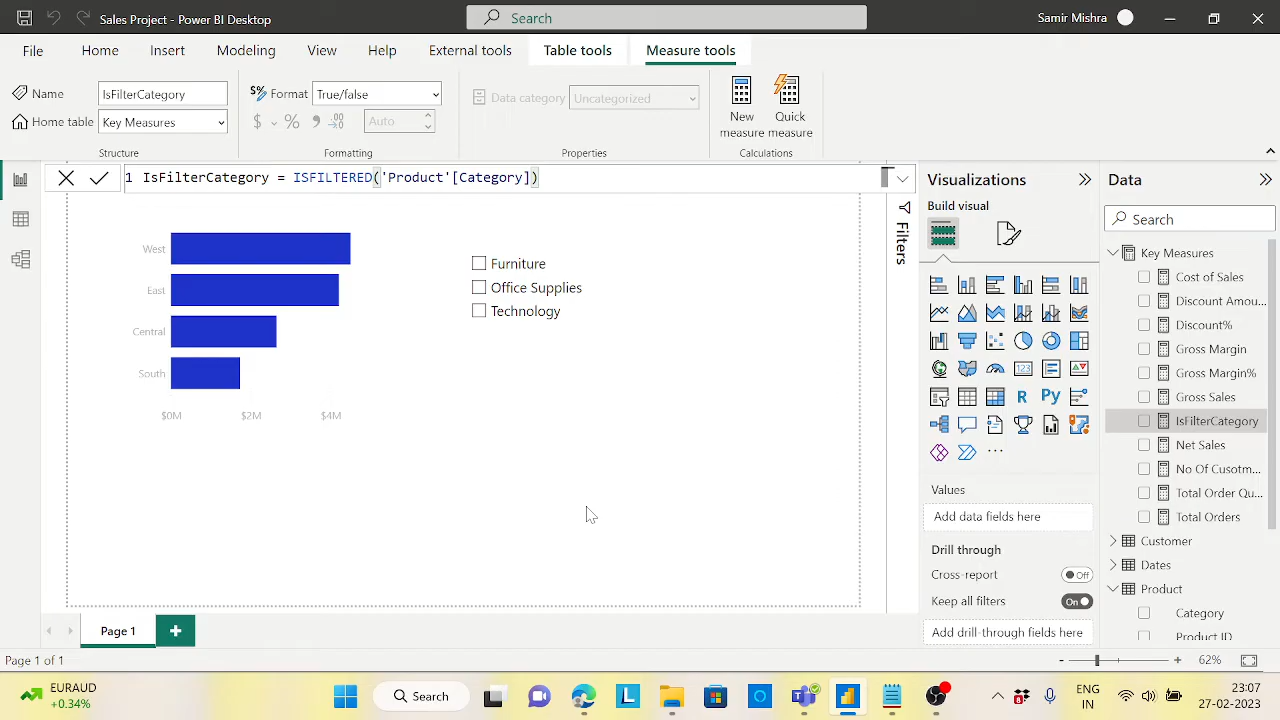 Sales Project - Power BI Desktop
Search
Samir Mishra
File
Home
Insert
Modeling
View
Help
External tools
Table tools
Measure tools
Name
IsFilterCategory
Home table
Key Measures
Structure
Format
True/false
$ % 9 .00
Auto
Formatting
Data category
Uncategorized
Properties
New
measure
Quick
measure
Calculations
1 IsFilterCategory = ISFILTERED('Product'[Category])
West
East
Central
South
$0M
$2M
$4M
Furniture
Office Supplies
Technology
Filters
Visualizations
Build visual
123
R
Py
...
Values
Add data fields here
Drill through
Cross-report
Off
Keep all filters
On
Add drill-through fields here
Data
Search
Key Measures
Cost of Sales
Discount Amou...
Discount%
Gross Margin
Gross Margin%
Gross Sales
IsFilterCategory
Net Sales
No Of Cusotm...
Total Order Qu...
Total Orders
Customer
Dates
Product
Category
Product ID
Page 1
Page 1 of 1
- + 62%
EURAUD
+0.34%
Search
L
O
ENG
IN
23:07
27-02-2023